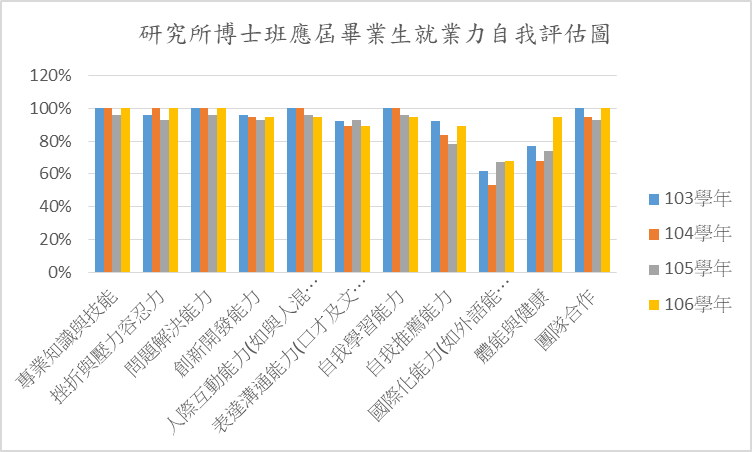 研究所博士班應屆畢業生就業力自我評估圖
120%
100%
80%
60%
40%
20%
0%
專業知識與技能
挫折與壓力容忍力
問題解決能力
創新開發能力
人際互動能力(如與人混…
表達溝通能力(口才及文…
自我學習能力
自我推薦能力
國際化能力(如外語能…
體能與健康
團隊合作
103學年
104學年
105學年
106學年